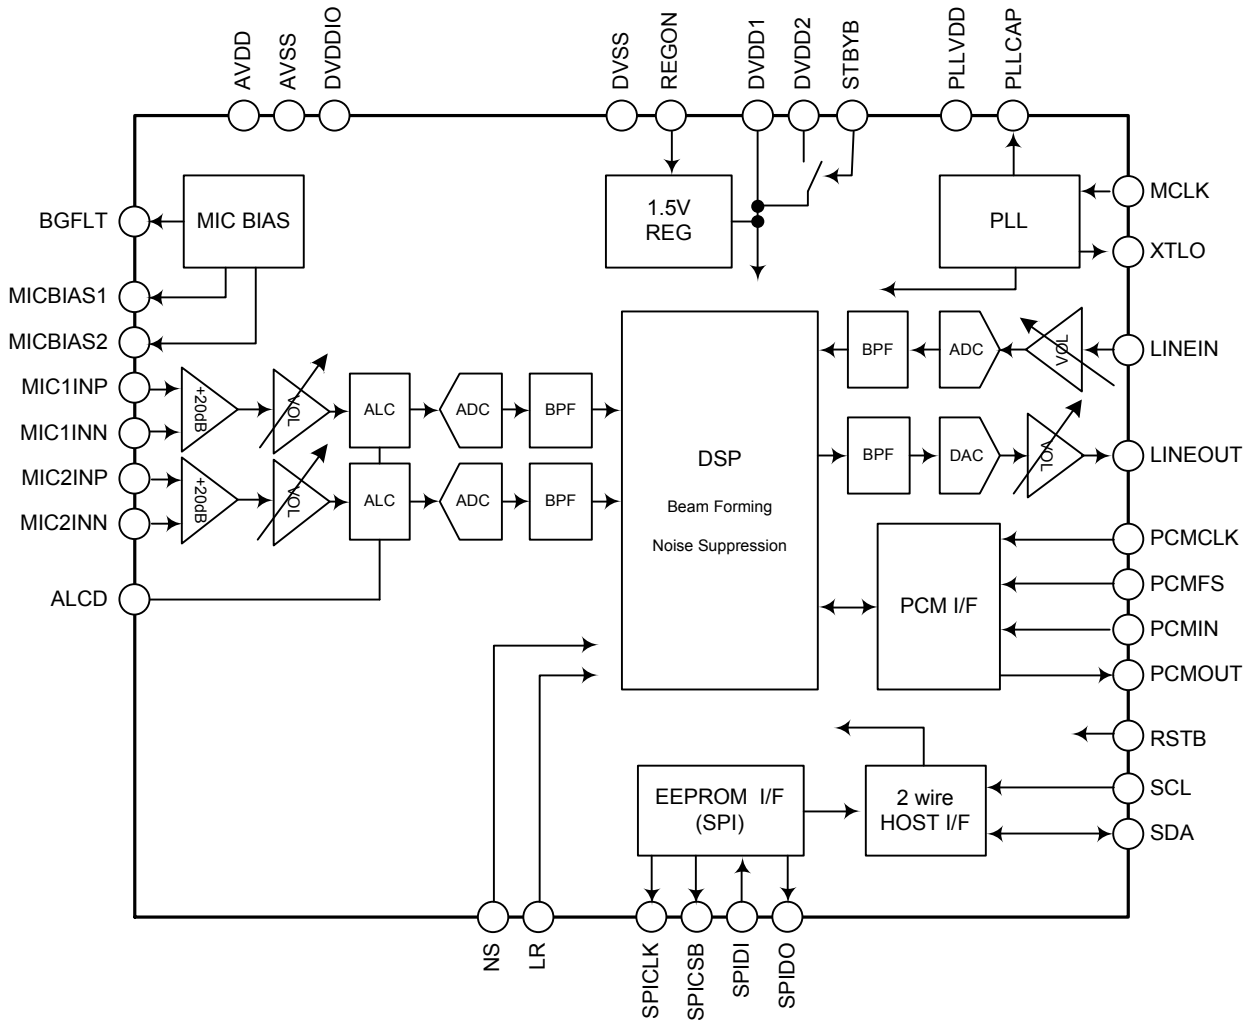 AVDD
AVSS
DVDDIO
DVSS
REGON
DVDD1
DVDD2
STBYB
PLLVDD
PLLCAP
BGFLT
MIC BIAS
1.5V
REG
PLL
MCLK
XTLO
MICBIAS1
MICBIAS2
MIC1INP
MIC1INN
MIC2INP
MIC2INN
ALCD
+20dB
VOL
ALC
ADC
BPF
+20dB
VOL
ALC
ADC
BPF
DSP
Beam Forming
Noise Suppression
BPF
ADC
VOL
LINEIN
BPF
DAC
VOL
LINEOUT
PCM I/F
PCMCLK
PCMFS
PCMIN
PCMOUT
RSTB
EEPROM I/F
(SPI)
2 wire
HOST I/F
SCL
SDA
NS
LR
SPICLK
SPICSB
SPIDI
SPIDO